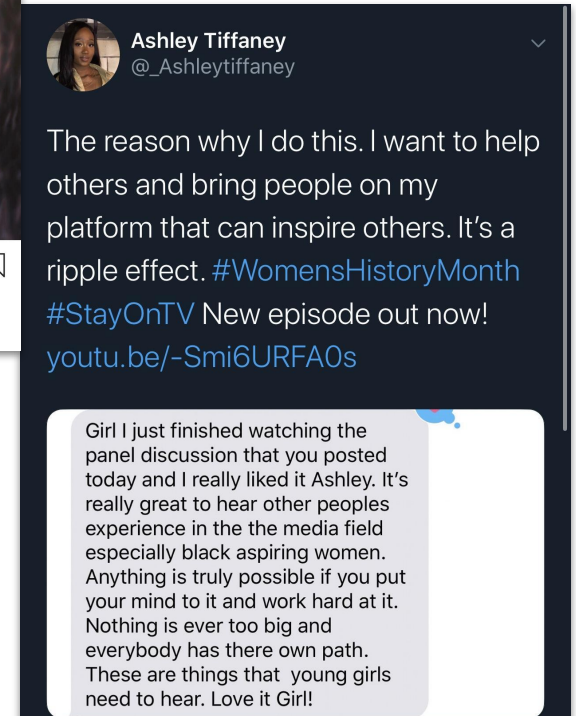 Ashley Tiffaney
@_Ashleytiffaney
The reason why I do this. I want to help
others and bring people on my
platform that can inspire others. It's a
ripple effect. #WomensHistoryMonth
#StayOnTV New episode out now!
youtu.be/-Smi6URFA0s
Girl I just finished watching the
panel discussion that you posted
today and I really liked it Ashley. It's
really great to hear other peoples
experience in the the media field
especially black aspiring women.
Anything is truly possible if you put
your mind to it and work hard at it.
Nothing is ever too big and
everybody has there own path.
These are things that  young girls
need to hear. Love it Girl!